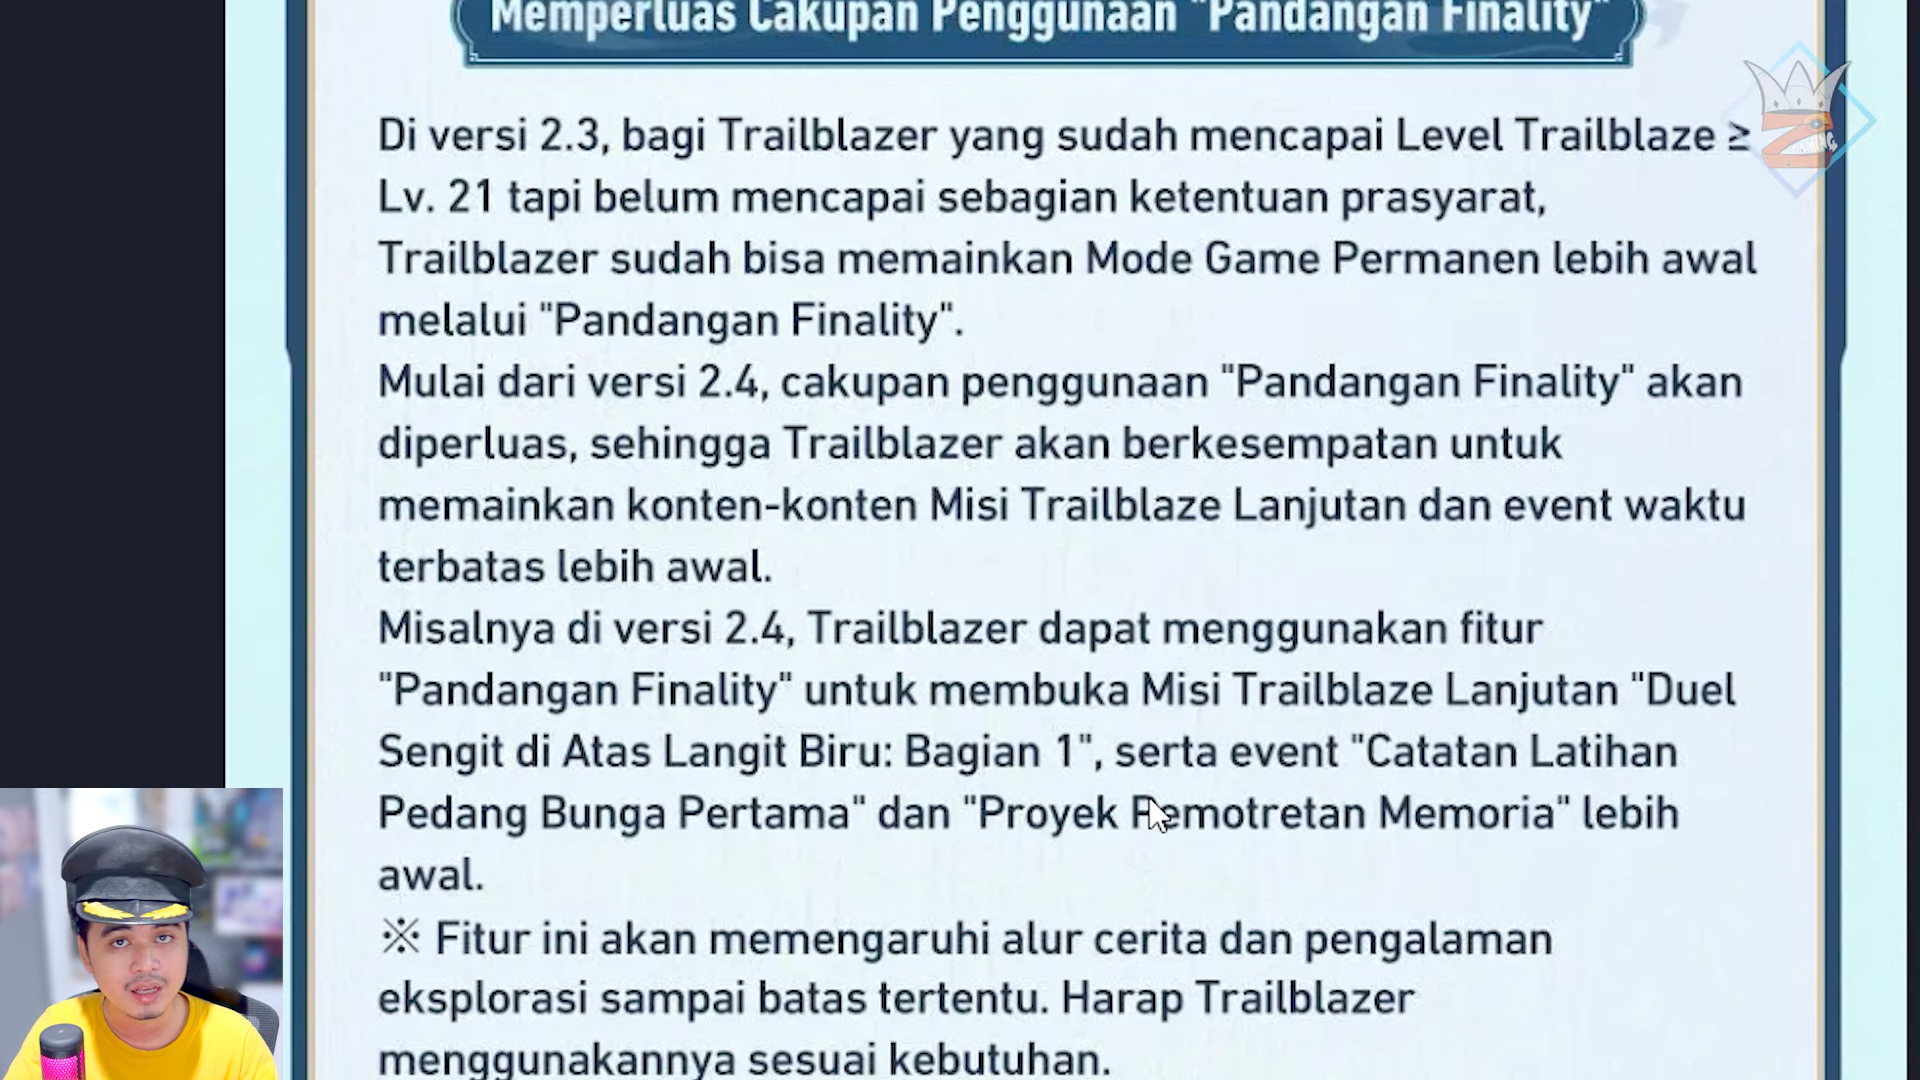 Memperluas Cakupan Penggunaan "Pandangan Finality"
Di versi 2.3, bagi Trailblazer yang sudah mencapai Level Trailblaze ≥
Lv. 21 tapi belum mencapai sebagian ketentuan prasyarat,
Trailblazer sudah bisa memainkan Mode Game Permanen lebih awal
melalui "Pandangan Finality".
Mulai dari versi 2.4, cakupan penggunaan "Pandangan Finality" akan
diperluas, sehingga Trailblazer akan berkesempatan untuk
memainkan konten-konten Misi Trailblaze Lanjutan dan event waktu
terbatas lebih awal.
Misalnya di versi 2.4, Trailblazer dapat menggunakan fitur
"Pandangan Finality" untuk membuka Misi Trailblaze Lanjutan "Duel
Sengit di Atas Langit Biru: Bagian 1", serta event "Catatan Latihan
Pedang Bunga Pertama" dan "Proyek Pemotretan Memoria" lebih
awal.
※ Fitur ini akan memengaruhi alur cerita dan pengalaman
eksplorasi sampai batas tertentu. Harap Trailblazer
menggunakannya sesuai kebutuhan.
GAMING